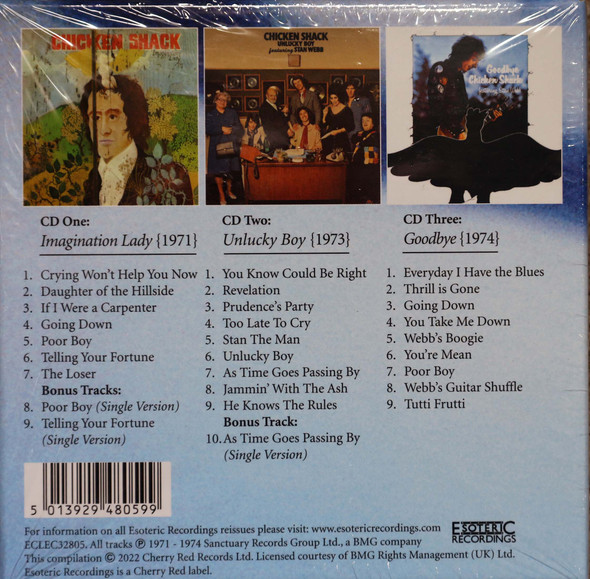 CHICKEN SHACK
CHICKEN SHACK
UNLUCKY BOY
featuring STAN WEBB
Goodbye
Chicken Shack
CD One:
Imagination Lady {1971}
1. Crying Won't Help You Now
2. Daughter of the Hillside
3. If I Were a Carpenter
4. Going Down
5. Poor Boy
6. Telling Your Fortune
7. The Loser
Bonus Tracks:
8. Poor Boy (Single Version)
9. Telling Your Fortune
(Single Version)
CD Two:
Unlucky Boy {1973}
1. You Know Could Be Right
2. Revelation
3. Prudence's Party
4. Too Late To Cry
5. Stan The Man
6. Unlucky Boy
7. As Time Goes Passing By
8. Jammin' With The Ash
9. He Knows The Rules
Bonus Track:
10. As Time Goes Passing By
(Single Version)
CD Three:
Goodbye {1974}
1. Everyday I Have the Blues
2. Thrill is Gone
3. Going Down
4. You Take Me Down
5. Webb's Boogie
6. You're Mean
7. Poor Boy
8. Webb's Guitar Shuffle
9. Tutti Frutti
5 013929 480599
For information on all Esoteric Recordings reissues please visit: www.esotericrecordings.com
ECLEC32805. All tracks ℗ 1971 - 1974 Sanctuary Records Group Ltd., a BMG company
This compilation © 2022 Cherry Red Records Ltd. Licensed courtesy of BMG Rights Management (UK) Ltd.
Esoteric Recordings is a Cherry Red label.
ESOTERIC
RECORDINGS